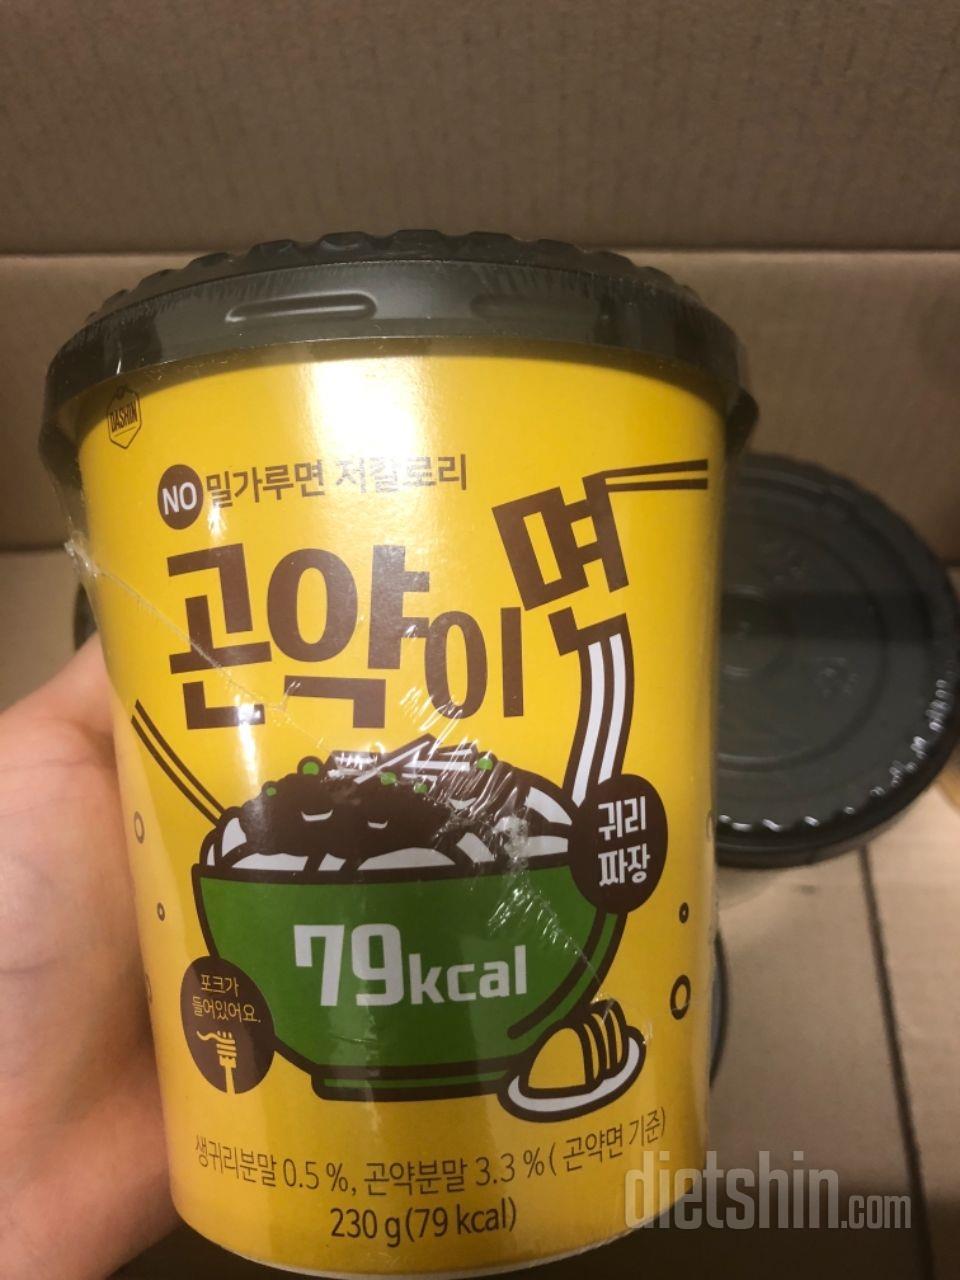 DASHIN
NO 밀가루면 저칼로리
곤약이면
귀리
짜장
79kcal
포크가
들어있어요.
생귀리분말 0.5 %, 곤약분말 3.3 % ( 곤약면 기준)
230 g (79 kcal)
dietshin.com